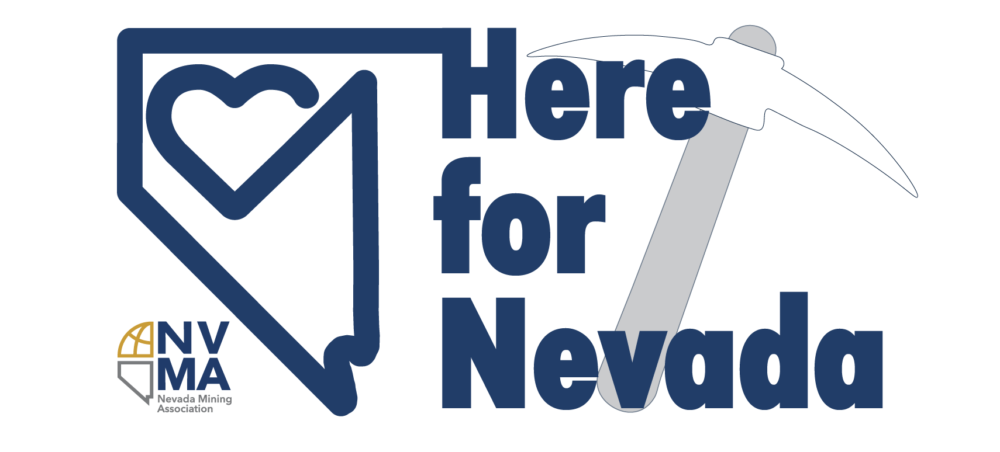 Here
for
Nevada
NV
MA
Nevada Mining
Association